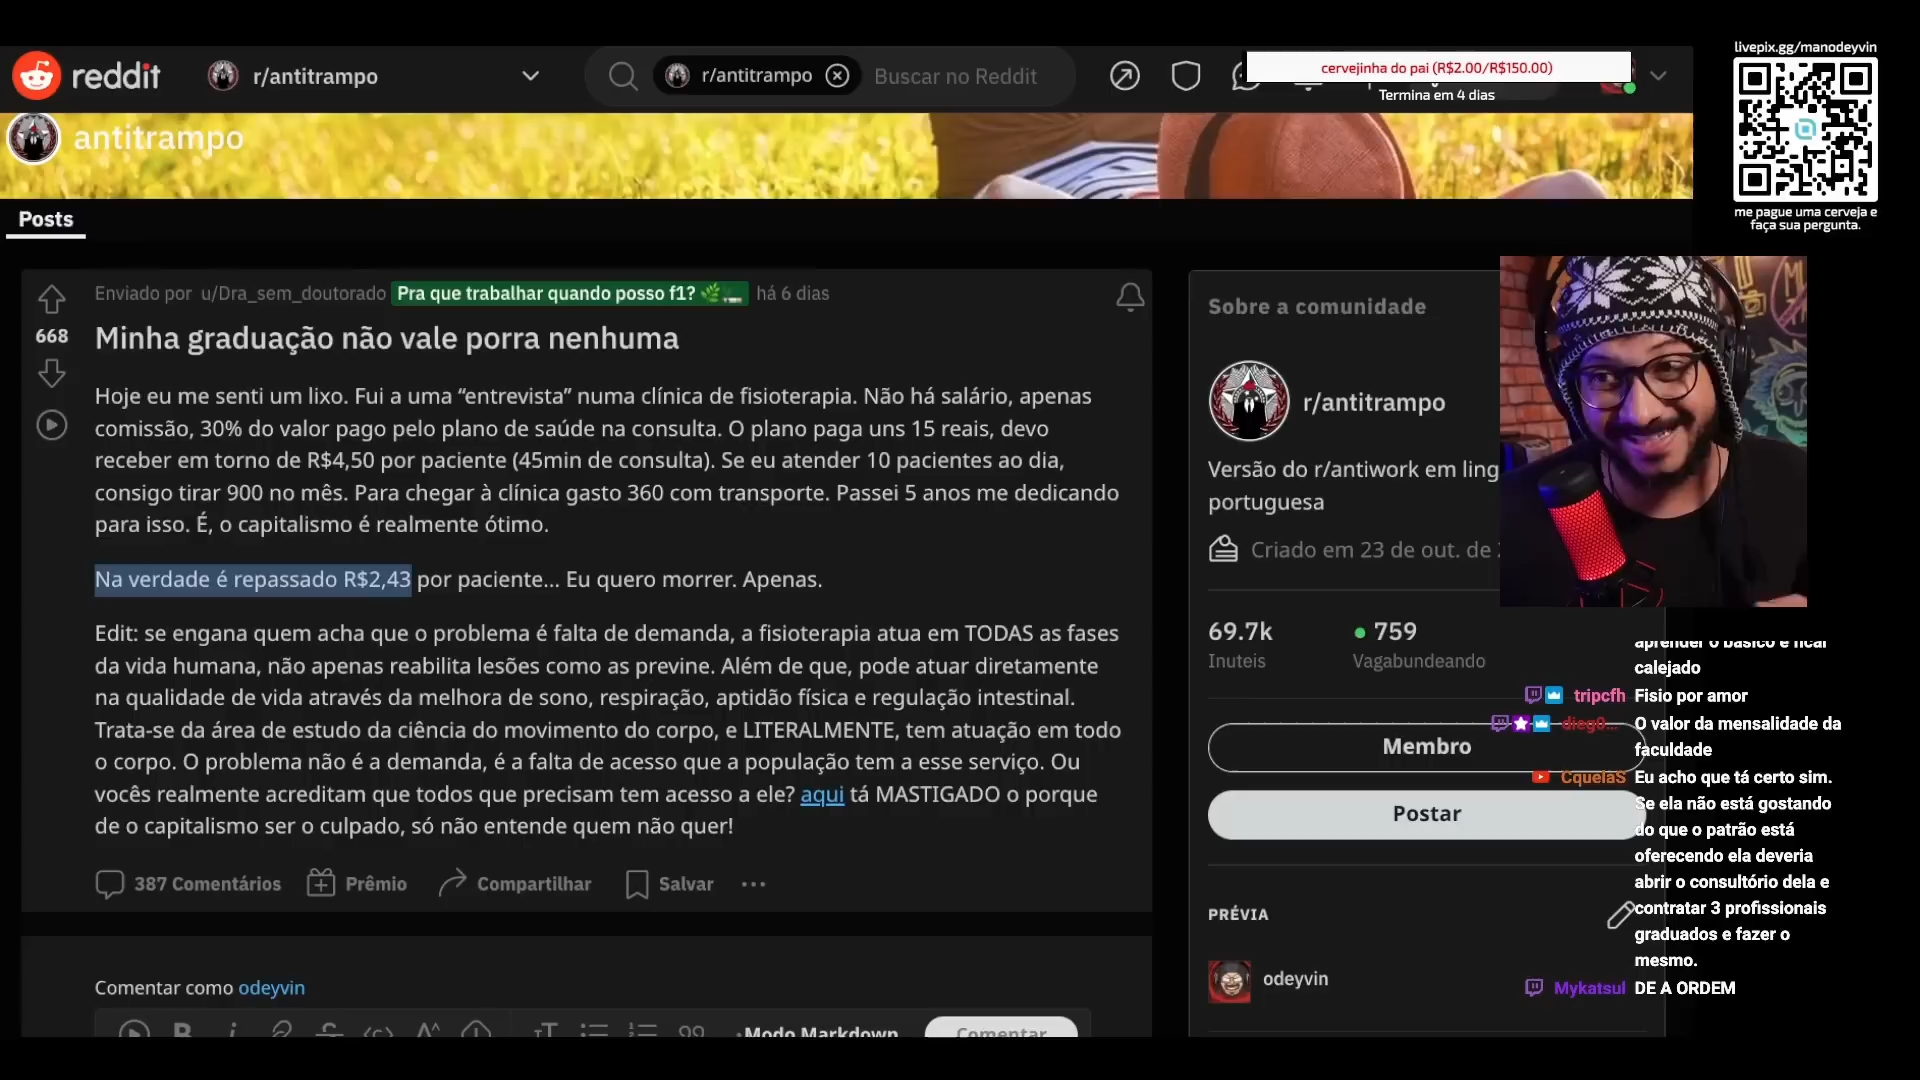 livepix.gg/manodeyvin
reddit
r/antitrampo
r/antitrampo
Buscar no Reddit
cervejinha do pai (R$2.00/R$150.00)
Termina em 4 dias
antitrampo
me pague uma cerveja e
faça sua pergunta.
Posts
Enviado por u/Dra_sem_doutorado Pra que trabalhar quando posso f1? há 6 dias
668
Minha graduação não vale porra nenhuma
Hoje eu me senti um lixo. Fui a uma “entrevista” numa clínica de fisioterapia. Não há salário, apenas
comissão, 30% do valor pago pelo plano de saúde na consulta. O plano paga uns 15 reais, devo
receber em torno de R$4,50 por paciente (45min de consulta). Se eu atender 10 pacientes ao dia,
consigo tirar 900 no mês. Para chegar à clínica gasto 360 com transporte. Passei 5 anos me dedicando
para isso. É, o capitalismo é realmente ótimo.
Na verdade é repassado R$2,43 por paciente... Eu quero morrer. Apenas.
Edit: se engana quem acha que o problema é falta de demanda, a fisioterapia atua em TODAS as fases
da vida humana, não apenas reabilita lesões como as previne. Além de que, pode atuar diretamente
na qualidade de vida através da melhora de sono, respiração, aptidão física e regulação intestinal.
Trata-se da área de estudo da ciência do movimento do corpo, e LITERALMENTE, tem atuação em todo
o corpo. O problema não é a demanda, é a falta de acesso que a população tem a esse serviço. Ou
vocês realmente acreditam que todos que precisam tem acesso a ele? aqui tá MASTIGADO o porque
de o capitalismo ser o culpado, só não entende quem não quer!
387 Comentários
Prêmio
Compartilhar
Salvar
Comentar como odeyvin
Modo Markdown
Comentar
Sobre a comunidade
r/antitrampo
Versão do r/antiwork em ling
portuguesa
Criado em 23 de out. de
69.7k
Inuteis
759
Vagabundeando
Membro
Postar
PRÉVIA
odeyvin
aprender o básico e ficar
calejado
tripcfh Fisio por amor
dieg0... O valor da mensalidade da
faculdade
CquelaS Eu acho que tá certo sim.
Se ela não está gostando
do que o patrão está
oferecendo ela deveria
abrir o consultório dela e
contratar 3 profissionais
graduados e fazer o
mesmo.
Mykatsul DE A ORDEM